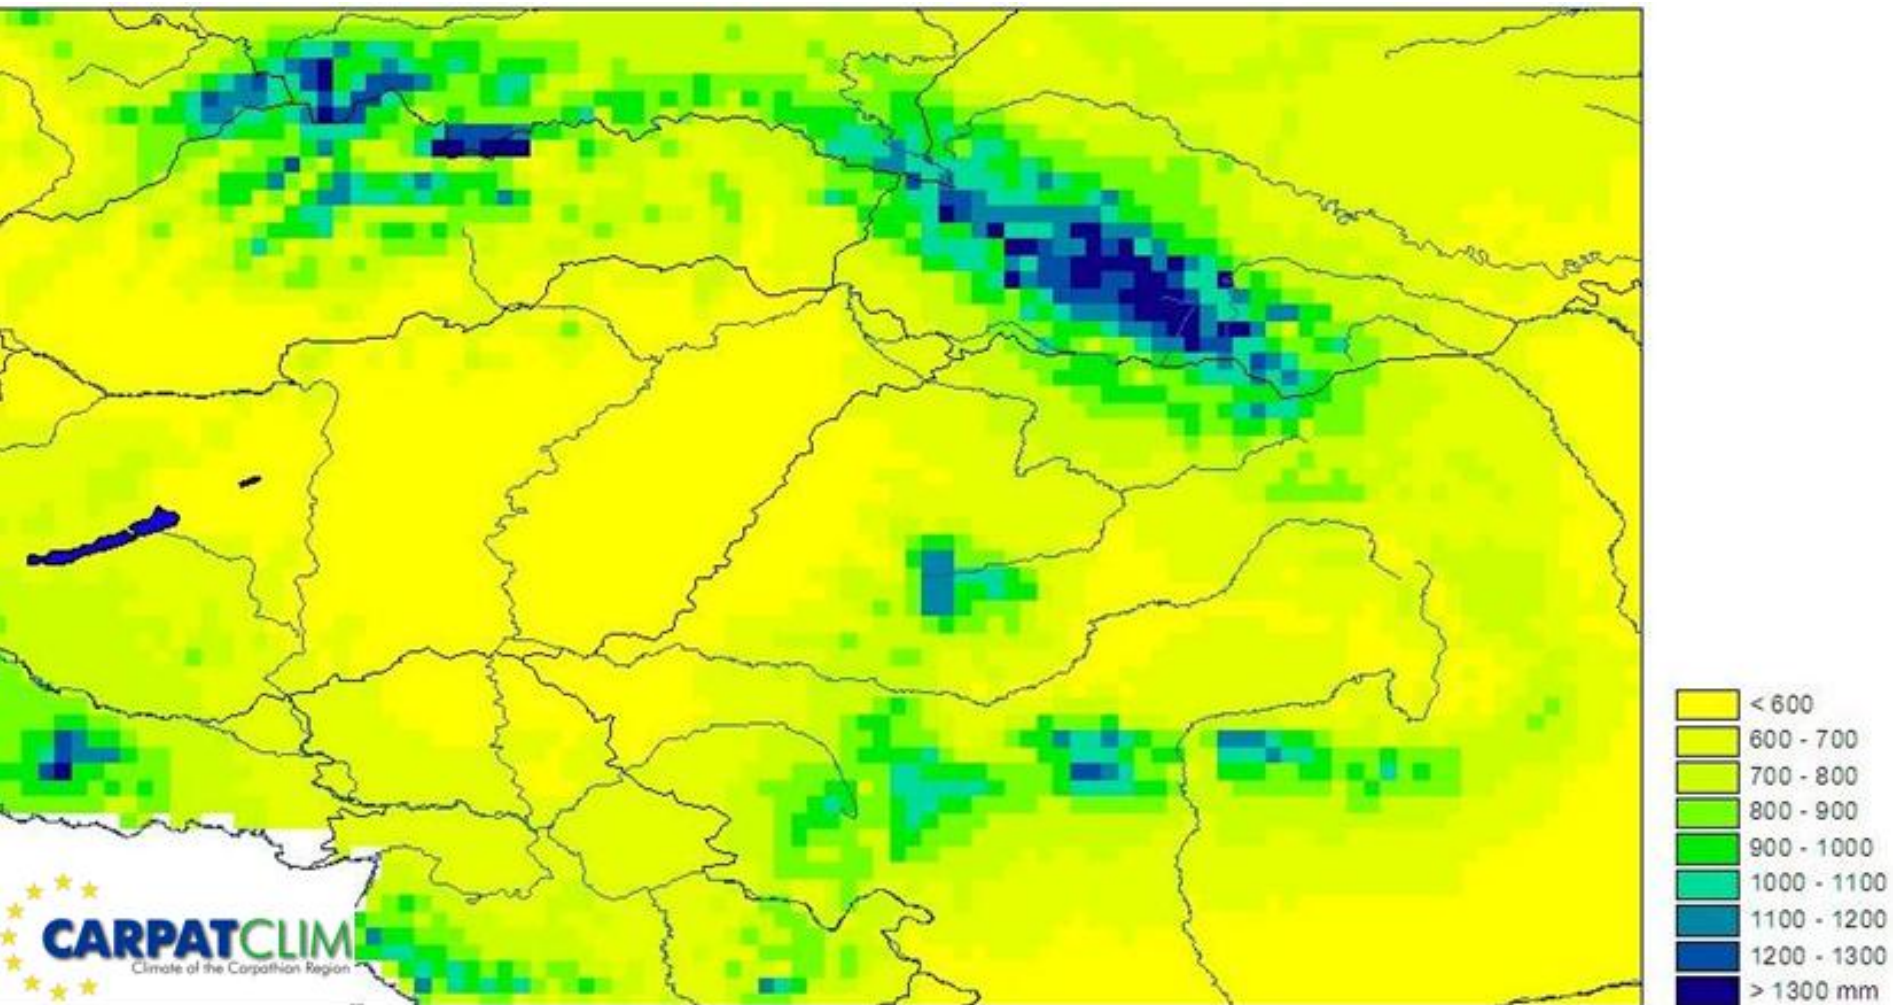 < 600
600 - 700
700 - 800
800 - 900
900 - 1000
1000 - 1100
1100 - 1200
1200 - 1300
> 1300 mm
CARPATCLIM
Climate of the Carpathian Region